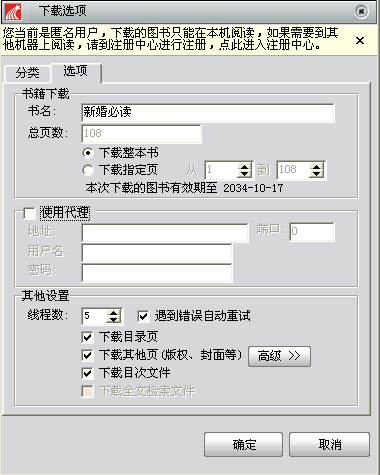 下载选项
您当前是匿名用户，下载的图书只能在本机阅读，如果需要到其
他机器上阅读，请到注册中心进行注册，点此进入注册中心。
分类 选项
书籍下载
书名: 新婚必读
总页数: 108
下载整本书
下载指定页 从 1 到 108
本次下载的图书有效期至 2034-10-17
使用代理
地址: 端口: 0
用户名:
密码:
其他设置
线程数: 5 遇到错误自动重试
下载目录页
下载其他页(版权、封面等) 高级 >>
下载目次文件
下载全文检索文件
确定 取消